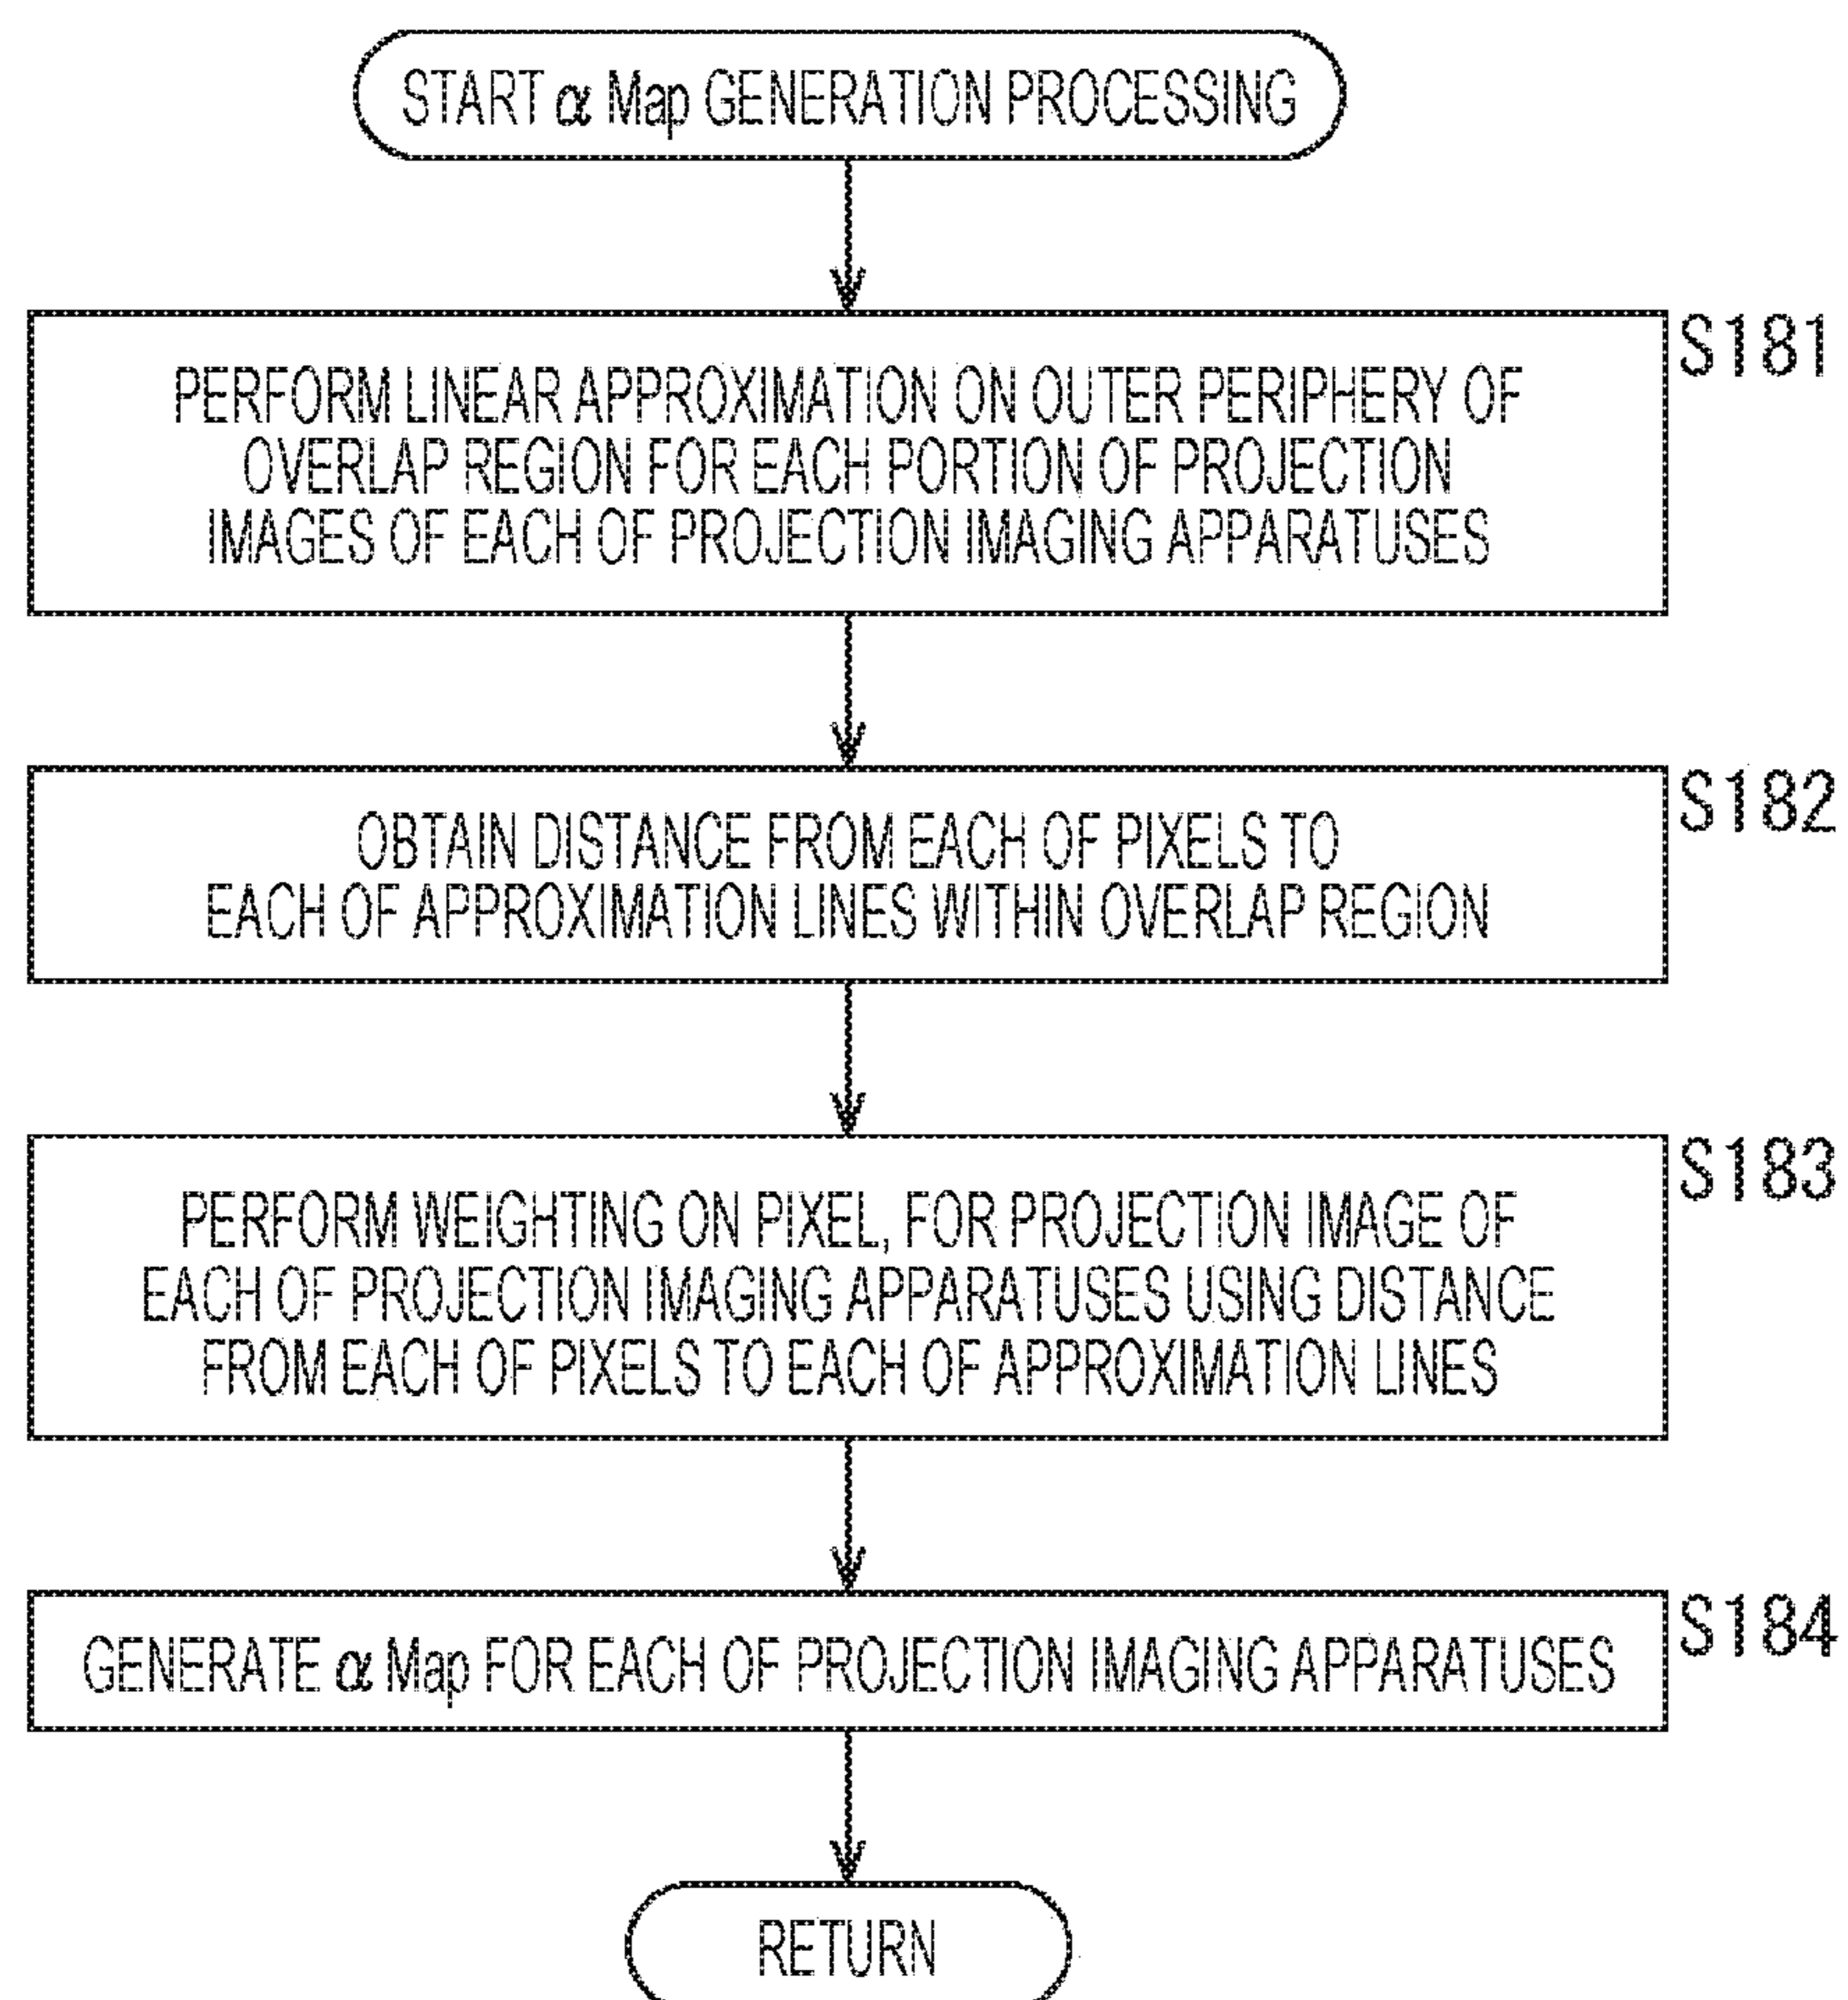 START α Map GENERATION PROCESSING
S181
PERFORM LINEAR APPROXIMATION ON OUTER PERIPHERY OF
OVERLAP REGION FOR EACH PORTION OF PROJECTION
IMAGES OF EACH OF PROJECTION IMAGING APPARATUSES
S182
OBTAIN DISTANCE FROM EACH OF PIXELS TO
EACH OF APPROXIMATION LINES WITHIN OVERLAP REGION
S183
PERFORM WEIGHTING ON PIXEL, FOR PROJECTION IMAGE OF
EACH OF PROJECTION IMAGING APPARATUSES USING DISTANCE
FROM EACH OF PIXELS TO EACH OF APPROXIMATION LINES
S184
GENERATE α Map FOR EACH OF PROJECTION IMAGING APPARATUSES
RETURN